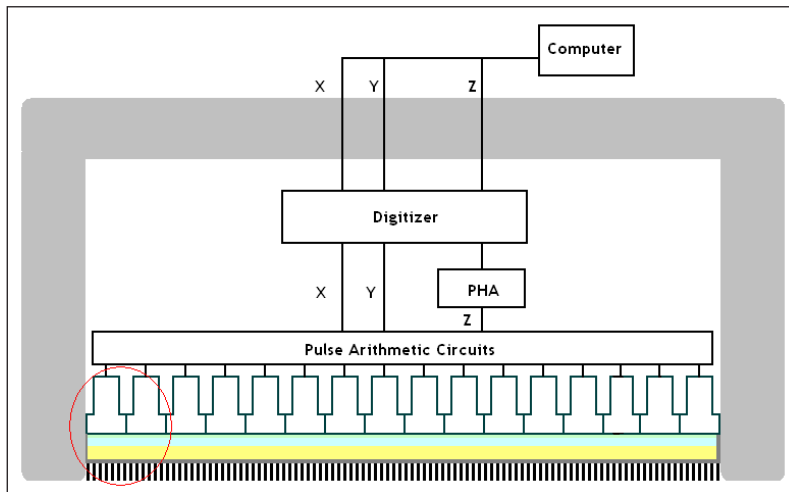 Computer
X Y Z
Digitizer
X Y
PHA
Z
Pulse Arithmetic Circuits